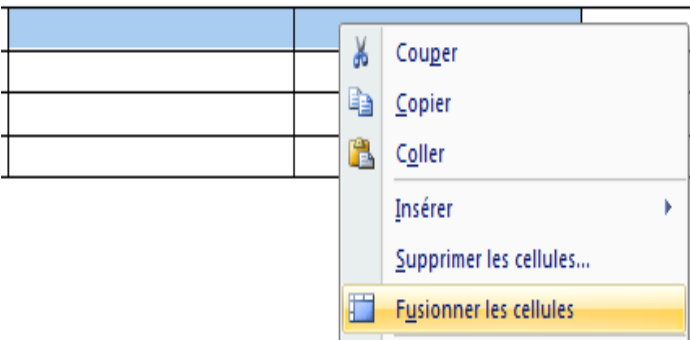 Couper
Copier
Coller
Insérer
Supprimer les cellules...
Fusionner les cellules